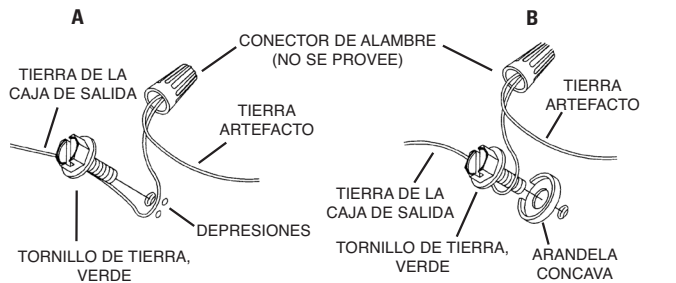 A
B
CONECTOR DE ALAMBRE
(NO SE PROVEE)
TIERRA DE LA
CAJA DE SALIDA
TIERRA
ARTEFACTO
DEPRESIONES
TORNILLO DE TIERRA,
VERDE
TIERRA
ARTEFACTO
TIERRA DE LA
CAJA DE SALIDA
TORNILLO DE TIERRA,
VERDE
ARANDELA
CONCAVA